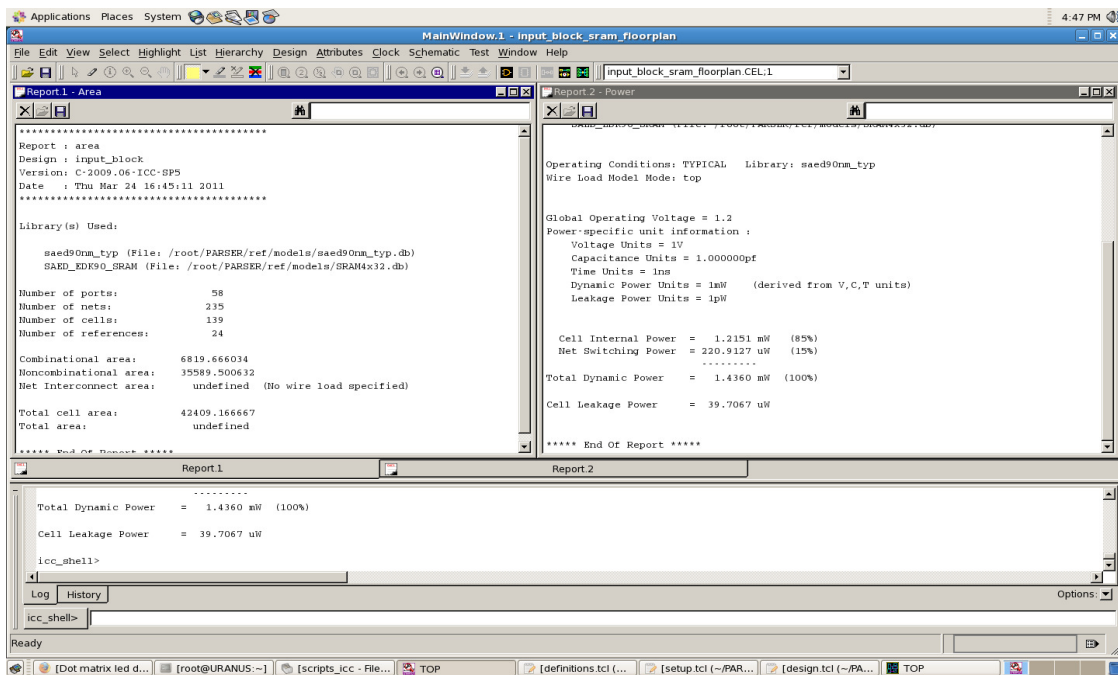 Applications Places System 4:47 PM
MainWindow.1 - input_block_sram_floorplan
File Edit View Select Highlight List Hierarchy Design Attributes Clock Schematic Test Window Help
input_block_sram_floorplan.CEL;1
Report.1 - Area
****************************************
Report : area
Design : input_block
Version: C-2009.06-ICC-SP5
Date : Thu Mar 24 16:45:11 2011
****************************************
Library(s) Used:
saed90nm_typ (File: /root/PARSER/ref/models/saed90nm_typ.db)
SAED_EDK90_SRAM (File: /root/PARSER/ref/models/SRAM4x32.db)
Number of ports: 58
Number of nets: 235
Number of cells: 139
Number of references: 24
Combinational area: 6819.666034
Noncombinational area: 35589.500632
Net Interconnect area: undefined (No wire load specified)
Total cell area: 42409.166667
Total area: undefined
***** End Of Report *****
Report.2 - Power
SAED_EDK90_SRAM (File: /root/PARSER/ref/models/SRAM4x32.db)
Operating Conditions: TYPICAL Library: saed90nm_typ
Wire Load Model Mode: top
Global Operating Voltage = 1.2
Power-specific unit information :
Voltage Units = 1V
Capacitance Units = 1.000000pf
Time Units = 1ns
Dynamic Power Units = 1mW (derived from V,C,T units)
Leakage Power Units = 1pW
Cell Internal Power = 1.2151 mW (85%)
Net Switching Power = 220.9127 uW (15%)
---------
Total Dynamic Power = 1.4360 mW (100%)
Cell Leakage Power = 39.7067 uW
***** End Of Report *****
Report.1 Report.2
---------
Total Dynamic Power = 1.4360 mW (100%)
Cell Leakage Power = 39.7067 uW
icc_shell>
Log History Options:
icc_shell>
Ready
[Dot matrix led d... [root@URANUS:~] [scripts_icc - File... TOP [definitions.tcl (... [setup.tcl (~/PAR... [design.tcl (~/PA... TOP